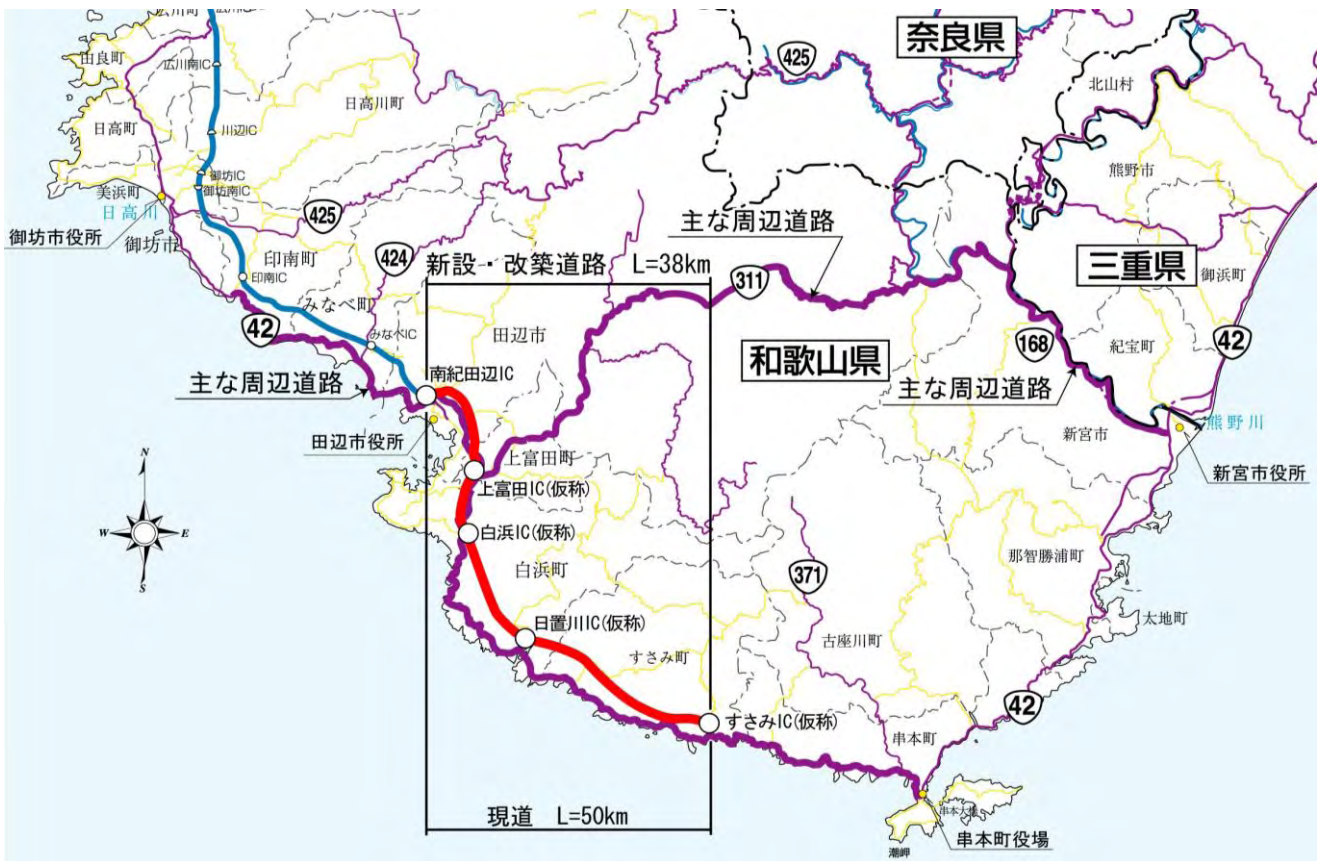 広川町
広川南IC
由良町
日高川町
日高町
川辺IC
御坊IC
御坊南IC
美浜町
日高川
御坊市役所
御坊市
425
印南町
印南IC
みなべ町
42
みなべIC
424
主な周辺道路
新設・改築道路 L=38km
田辺市
南紀田辺IC
田辺市役所
上富田町
上富田IC(仮称)
白浜IC(仮称)
白浜町
日置川IC(仮称)
すさみ町
すさみIC(仮称)
現道 L=50km
N
W
E
S
奈良県
425
北山村
熊野市
主な周辺道路
311
三重県
御浜町
和歌山県
168
紀宝町
42
主な周辺道路
新宮市
熊野川
新宮市役所
那智勝浦町
太地町
371
古座川町
42
串本町
串本町役場
潮岬